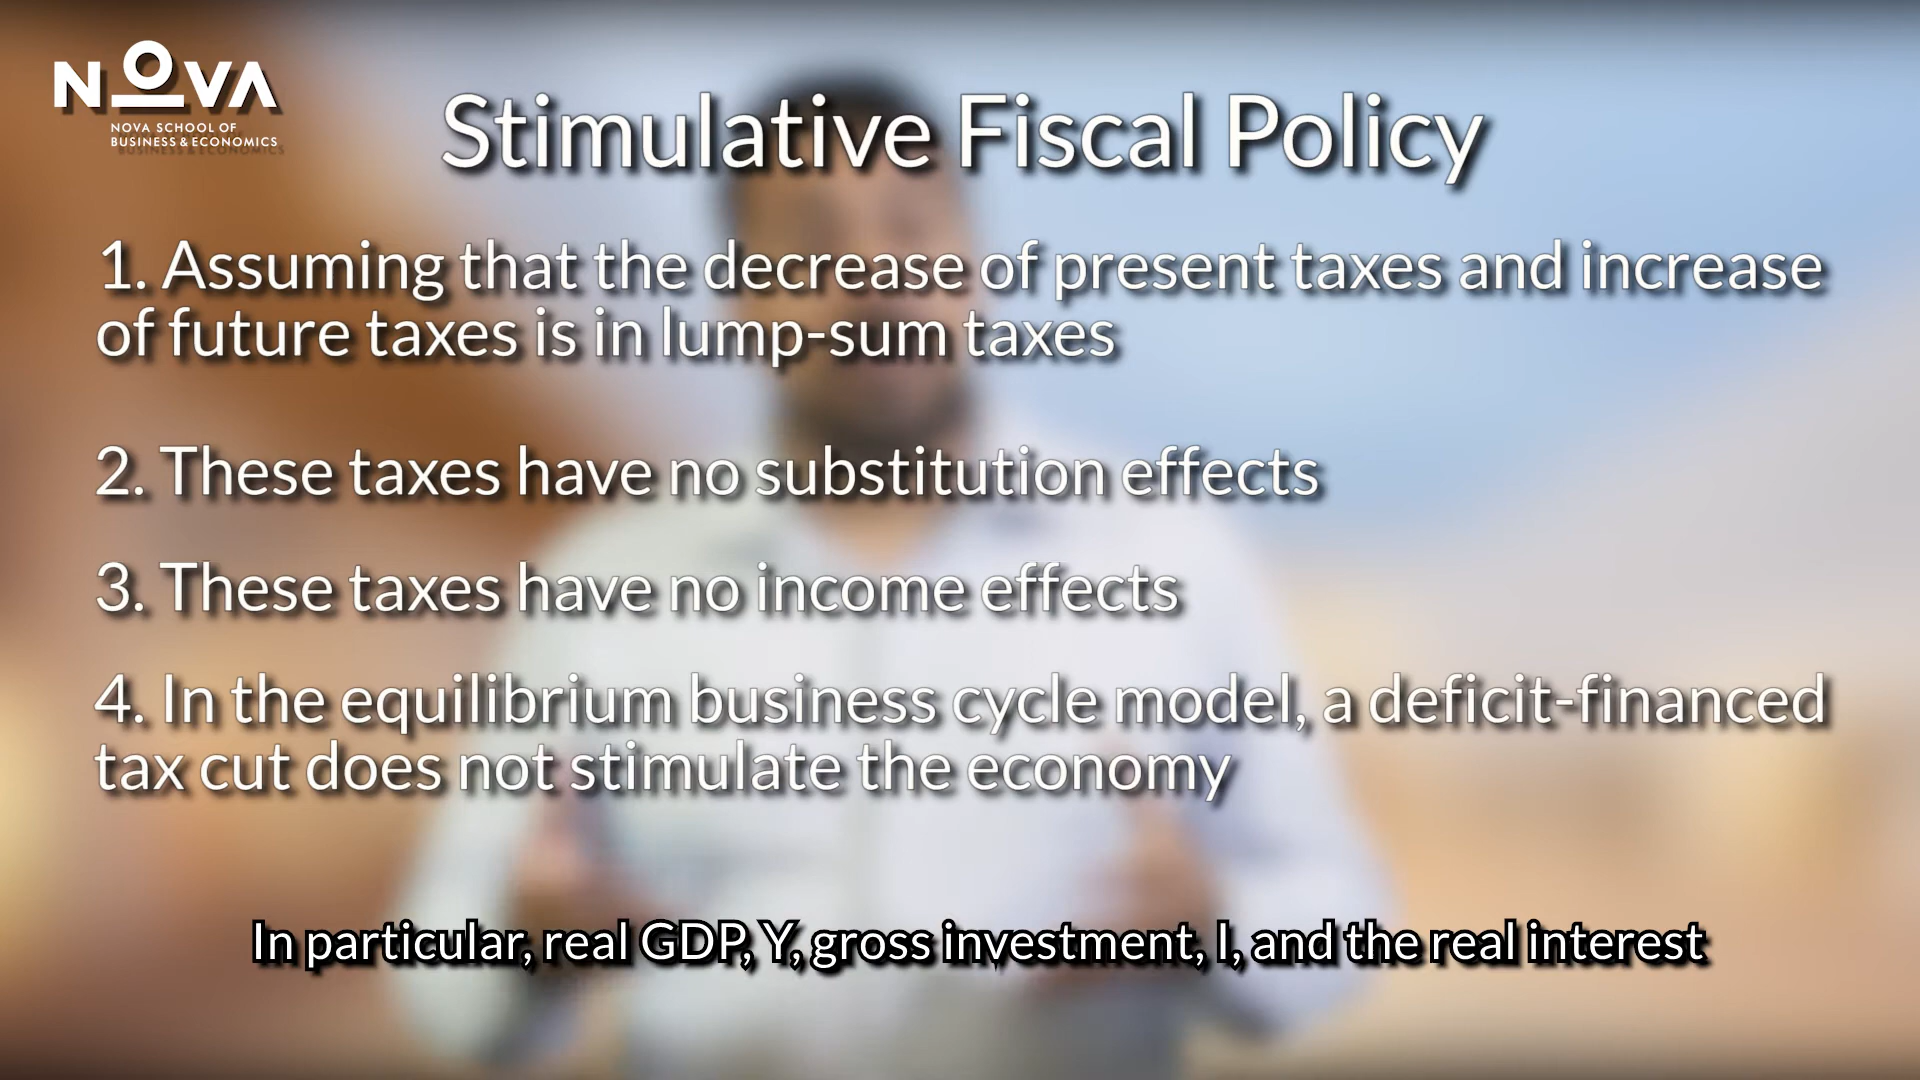 NOVA
NOVA SCHOOL OF
BUSINESS & ECONOMICS
Stimulative Fiscal Policy
1. Assuming that the decrease of present taxes and increase
of future taxes is in lump-sum taxes
2. These taxes have no substitution effects
3. These taxes have no income effects
4. In the equilibrium business cycle model, a deficit-financed
tax cut does not stimulate the economy
In particular, real GDP, Y, gross investment, I, and the real interest